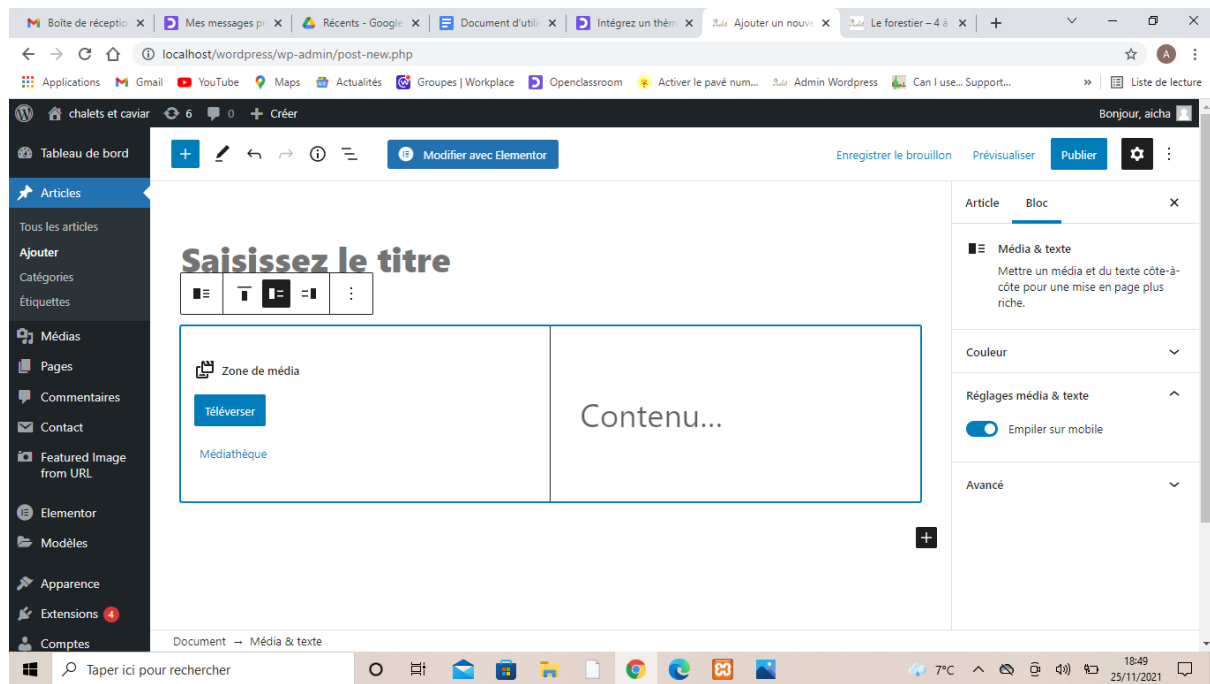 Boîte de réceptio
Mes messages pr
Récents - Google
Document d'utili
Intégrez un thèm
Ajouter un nouve
Le forestier – 4 à
localhost/wordpress/wp-admin/post-new.php
A
Applications
Gmail
YouTube
Maps
Actualités
Groupes | Workplace
Openclassroom
Activer le pavé num...
Admin Wordpress
Can I use... Support...
»
Liste de lecture
chalets et caviar
6
0
Créer
Bonjour, aicha
Tableau de bord
Modifier avec Elementor
Enregistrer le brouillon
Prévisualiser
Publier
Articles
Tous les articles
Ajouter
Catégories
Étiquettes
Médias
Pages
Commentaires
Contact
Featured Image
from URL
Elementor
Modèles
Apparence
Extensions 4
Comptes
Saisissez le titre
Zone de média
Téléverser
Médiathèque
Contenu...
Article
Bloc
Média & texte
Mettre un média et du texte côte-à-
côte pour une mise en page plus
riche.
Couleur
Réglages média & texte
Empiler sur mobile
Avancé
Document → Média & texte
Taper ici pour rechercher
7°C
18:49
25/11/2021